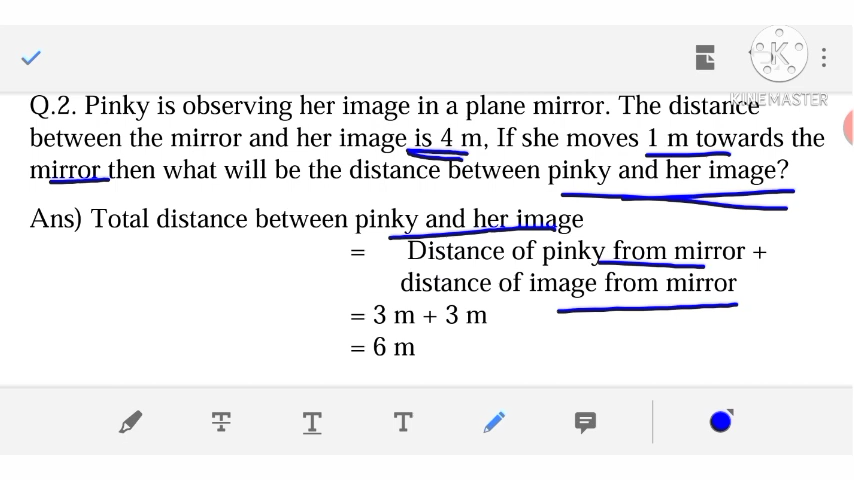 K
KINEMASTER
Q.2. Pinky is observing her image in a plane mirror. The distance
between the mirror and her image is 4 m, If she moves 1 m towards the
mirror then what will be the distance between pinky and her image?
Ans) Total distance between pinky and her image
= Distance of pinky from mirror +
distance of image from mirror
= 3 m + 3 m
= 6 m
T T T